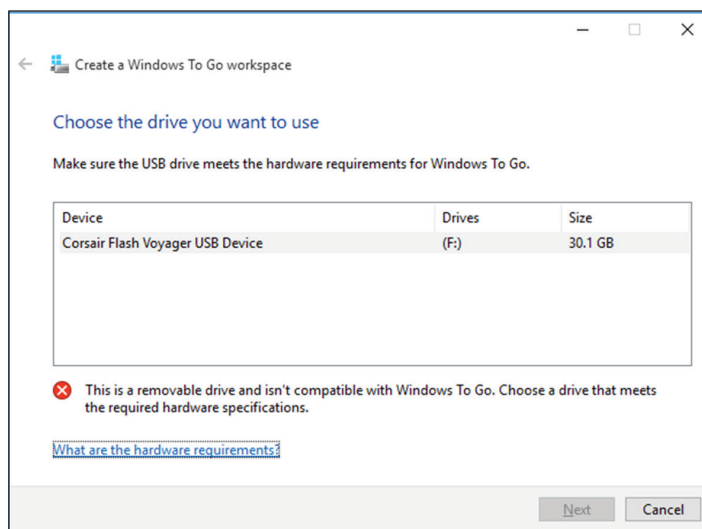 Create a Windows To Go workspace
Choose the drive you want to use
Make sure the USB drive meets the hardware requirements for Windows To Go.
Device Drives Size
Corsair Flash Voyager USB Device (F:) 30.1 GB
This is a removable drive and isn't compatible with Windows To Go. Choose a drive that meets
the required hardware specifications.
What are the hardware requirements?
Next Cancel